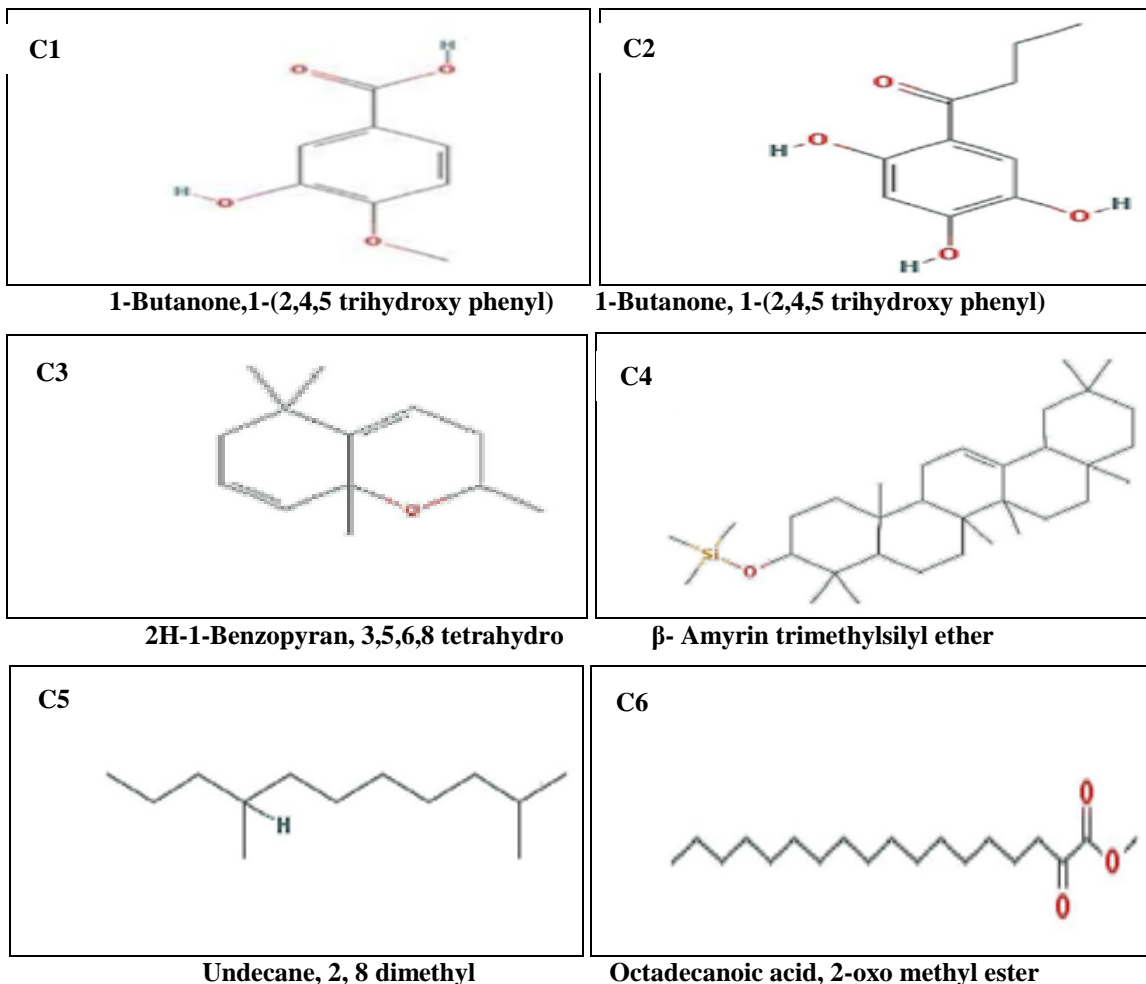 C1
C2
H
O
O
H
O
O
O
H
O
O
H
O
H
1-Butanone,1-(2,4,5 trihydroxy phenyl)
1-Butanone, 1-(2,4,5 trihydroxy phenyl)
C3
C4
O
Si
O
2H-1-Benzopyran, 3,5,6,8 tetrahydro
β- Amyrin trimethylsilyl ether
C5
C6
H
O
O
O
Undecane, 2, 8 dimethyl
Octadecanoic acid, 2-oxo methyl ester